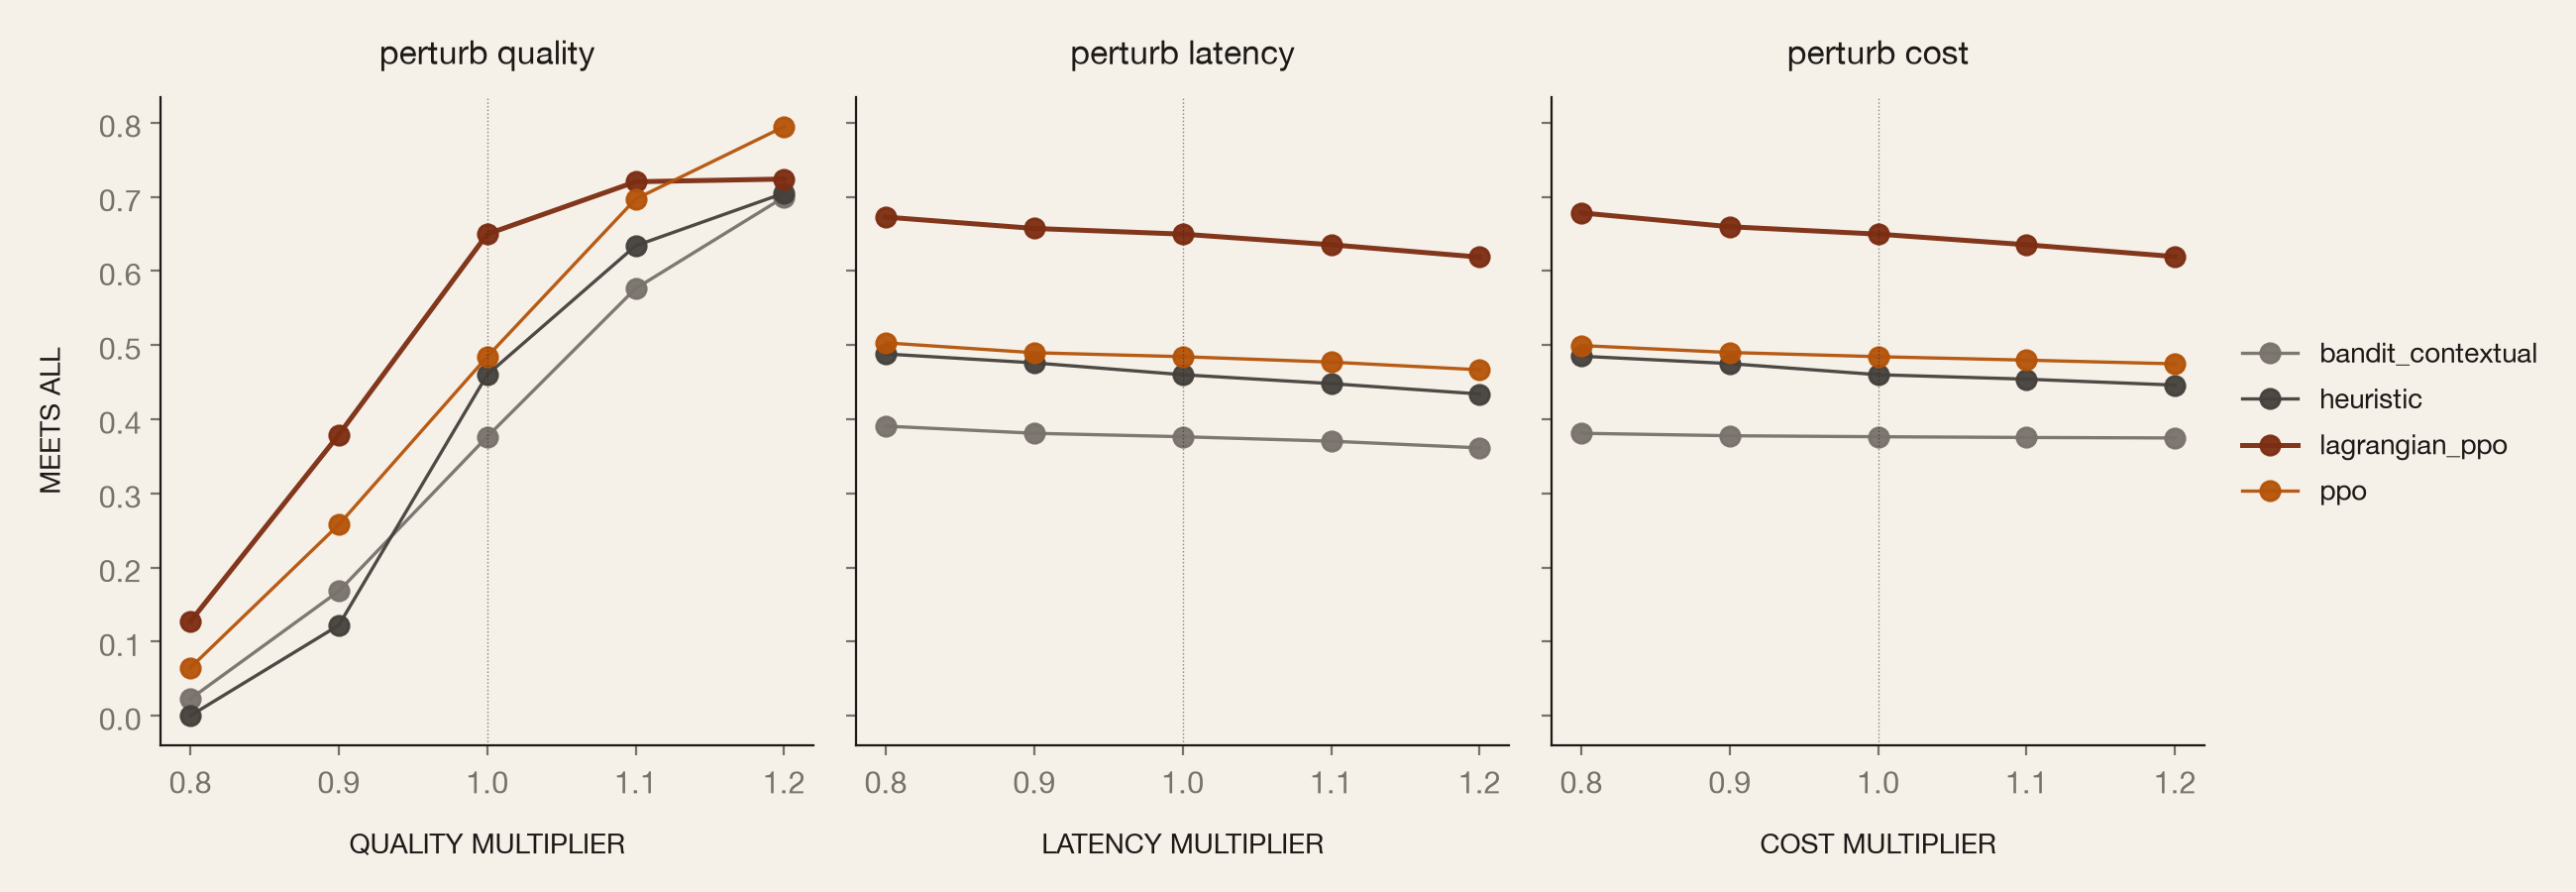 perturb quality
perturb latency
perturb cost
MEETS ALL
0.8
0.7
0.6
0.5
0.4
0.3
0.2
0.1
0.0
0.8 0.9 1.0 1.1 1.2
0.8 0.9 1.0 1.1 1.2
0.8 0.9 1.0 1.1 1.2
QUALITY MULTIPLIER
LATENCY MULTIPLIER
COST MULTIPLIER
bandit_contextual
heuristic
lagrangian_ppo
ppo